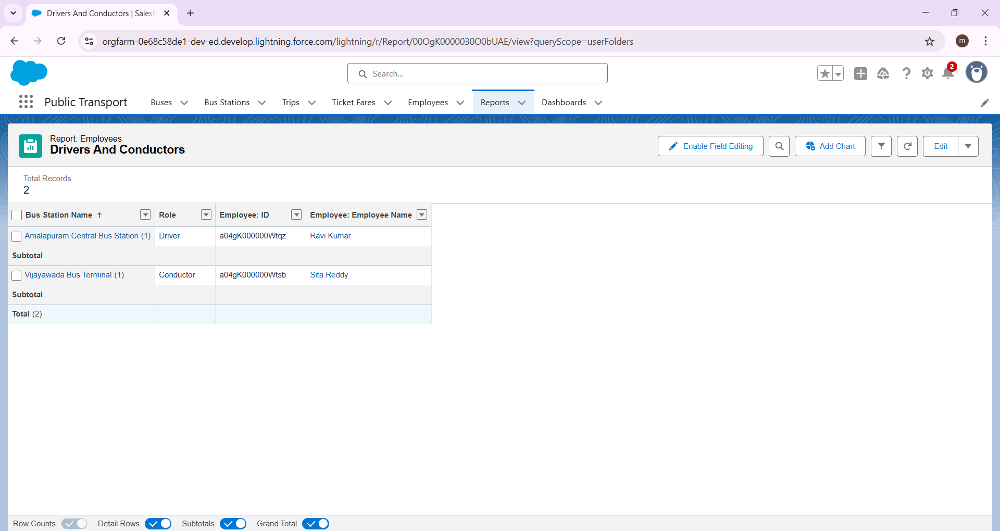 Drivers And Conductors | Salesf
orgfarm-0e68c58de1-dev-ed.develop.lightning.force.com/lightning/r/Report/00OgK0000030O0bUAE/view?queryScope=userFolders
m
Search...
2
Public Transport
Buses
Bus Stations
Trips
Ticket Fares
Employees
Reports
Dashboards
Report: Employees
Drivers And Conductors
Enable Field Editing
Add Chart
Edit
Total Records
2
Bus Station Name ↑ Role Employee: ID Employee: Employee Name
Amalapuram Central Bus Station (1) Driver a04gK000000Wtqz Ravi Kumar
Subtotal
Vijayawada Bus Terminal (1) Conductor a04gK000000Wtsb Sita Reddy
Subtotal
Total (2)
Row Counts Detail Rows Subtotals Grand Total